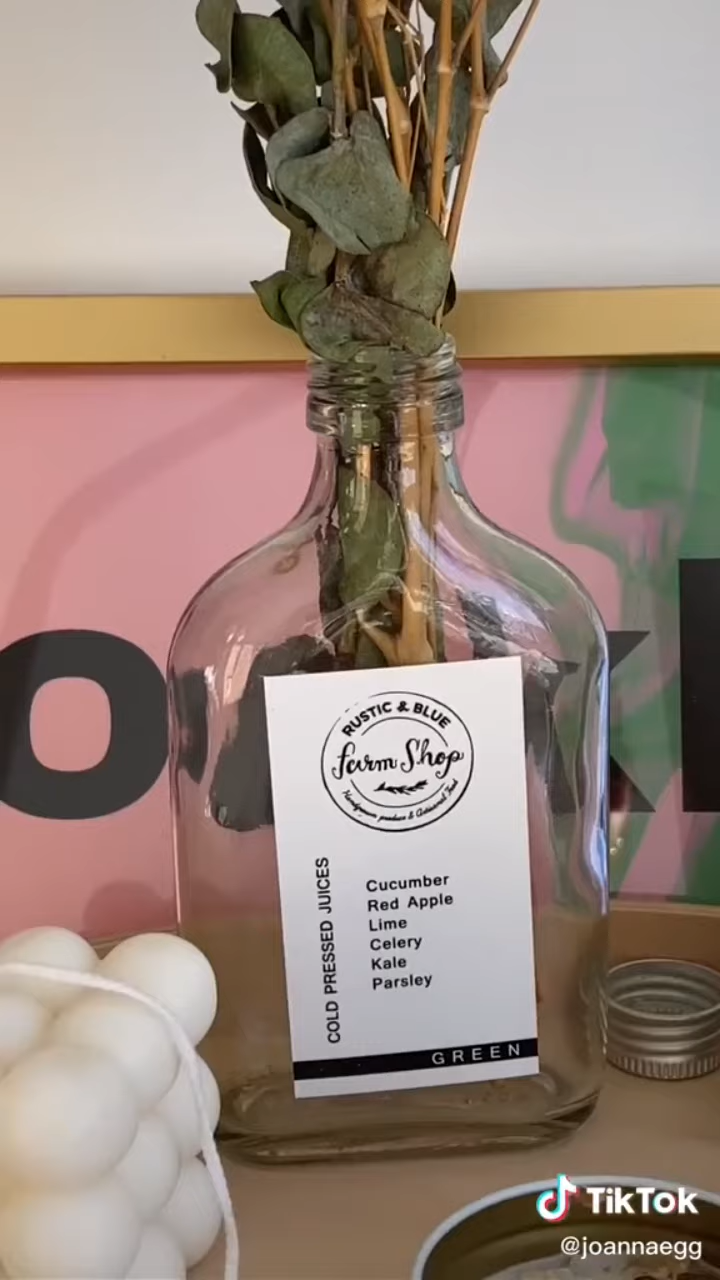 RUSTIC & BLUE
Farm Shop
COLD PRESSED JUICES
Cucumber
Red Apple
Lime
Celery
Kale
Parsley
GREEN
TikTok
@joannaegg